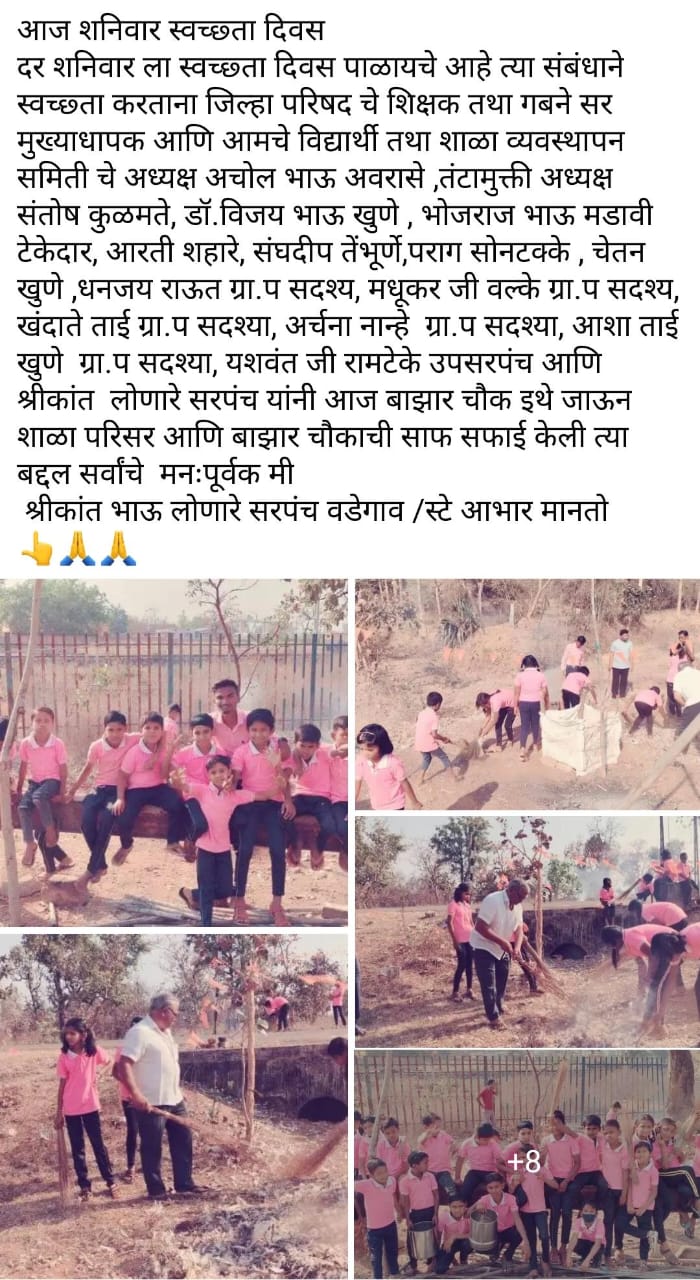 आज शनिवार स्वच्छता दिवस
दर शनिवार ला स्वच्छता दिवस पाळायचे आहे त्या संबंधाने
स्वच्छता करताना जिल्हा परिषद चे शिक्षक तथा गबने सर
मुख्याधापक आणि आमचे विद्यार्थी तथा शाळा व्यवस्थापन
समिती चे अध्यक्ष अचोल भाऊ अवरासे ,तंटामुक्ती अध्यक्ष
संतोष कुळमते, डॉ.विजय भाऊ खुणे , भोजराज भाऊ मडावी
टेकेदार, आरती शहारे, संघदीप तेंभूर्णे,पराग सोनटक्के , चेतन
खुणे ,धनजय राऊत ग्रा.प सदश्य, मधूकर जी वल्के ग्रा.प सदश्य,
खंदाते ताई ग्रा.प सदश्या, अर्चना नान्हे ग्रा.प सदश्या, आशा ताई
खुणे ग्रा.प सदश्या, यशवंत जी रामटेके उपसरपंच आणि
श्रीकांत लोणारे सरपंच यांनी आज बाझार चौक इथे जाऊन
शाळा परिसर आणि बाझार चौकाची साफ सफाई केली त्या
बद्दल सर्वांचे मनःपूर्वक मी
श्रीकांत भाऊ लोणारे सरपंच वडेगाव /स्टे आभार मानतो
👆🙏🙏
+8